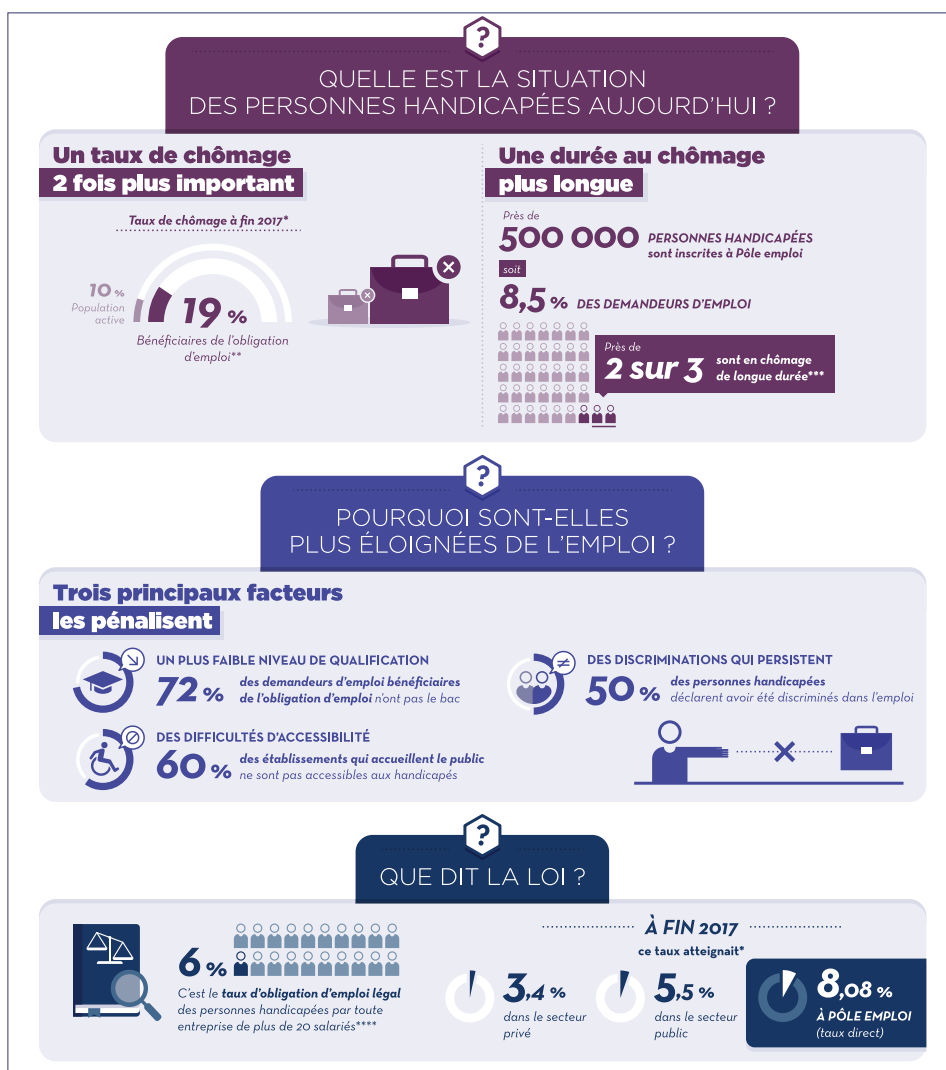 ?
QUELLE EST LA SITUATION
DES PERSONNES HANDICAPÉES AUJOURD’HUI ?
Un taux de chômage
2 fois plus important
Taux de chômage à fin 2017*
10 %
Population
active
19 %
Bénéficiaires de l’obligation
d’emploi**
Une durée au chômage
plus longue
Près de
500 000 PERSONNES HANDICAPÉES
sont inscrites à Pôle emploi
soit
8,5 % DES DEMANDEURS D’EMPLOI
Près de
2 sur 3 sont en chômage
de longue durée***
?
POURQUOI SONT-ELLES
PLUS ÉLOIGNÉES DE L’EMPLOI ?
Trois principaux facteurs
les pénalisent
UN PLUS FAIBLE NIVEAU DE QUALIFICATION
72 % des demandeurs d’emploi bénéficiaires
de l’obligation d’emploi n’ont pas le bac
DES DIFFICULTÉS D’ACCESSIBILITÉ
60 % des établissements qui accueillent le public
ne sont pas accessibles aux handicapés
DES DISCRIMINATIONS QUI PERSISTENT
50 % des personnes handicapées
déclarent avoir été discriminés dans l’emploi
?
QUE DIT LA LOI ?
6 %
C’est le taux d’obligation d’emploi légal
des personnes handicapées par toute
entreprise de plus de 20 salariés****
À FIN 2017
ce taux atteignait*
3,4 %
dans le secteur
privé
5,5 %
dans le secteur
public
8,08 %
À PÔLE EMPLOI
(taux direct)